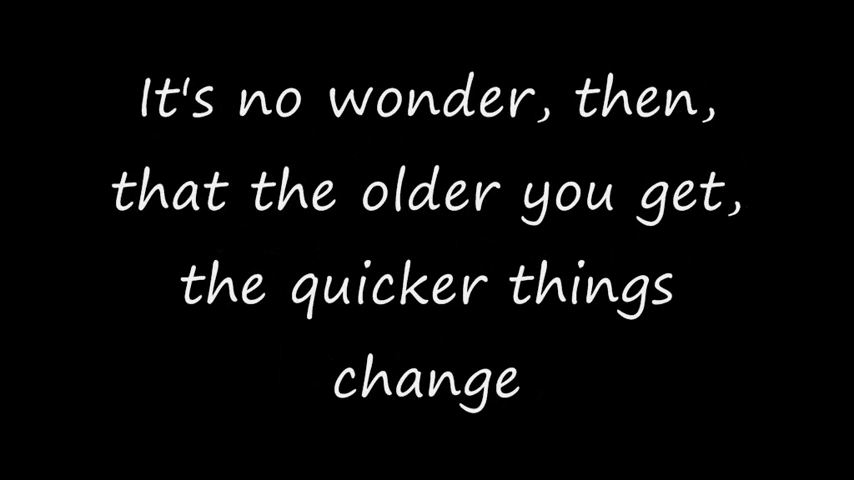 It's no wonder, then,
that the older you get,
the quicker things
change